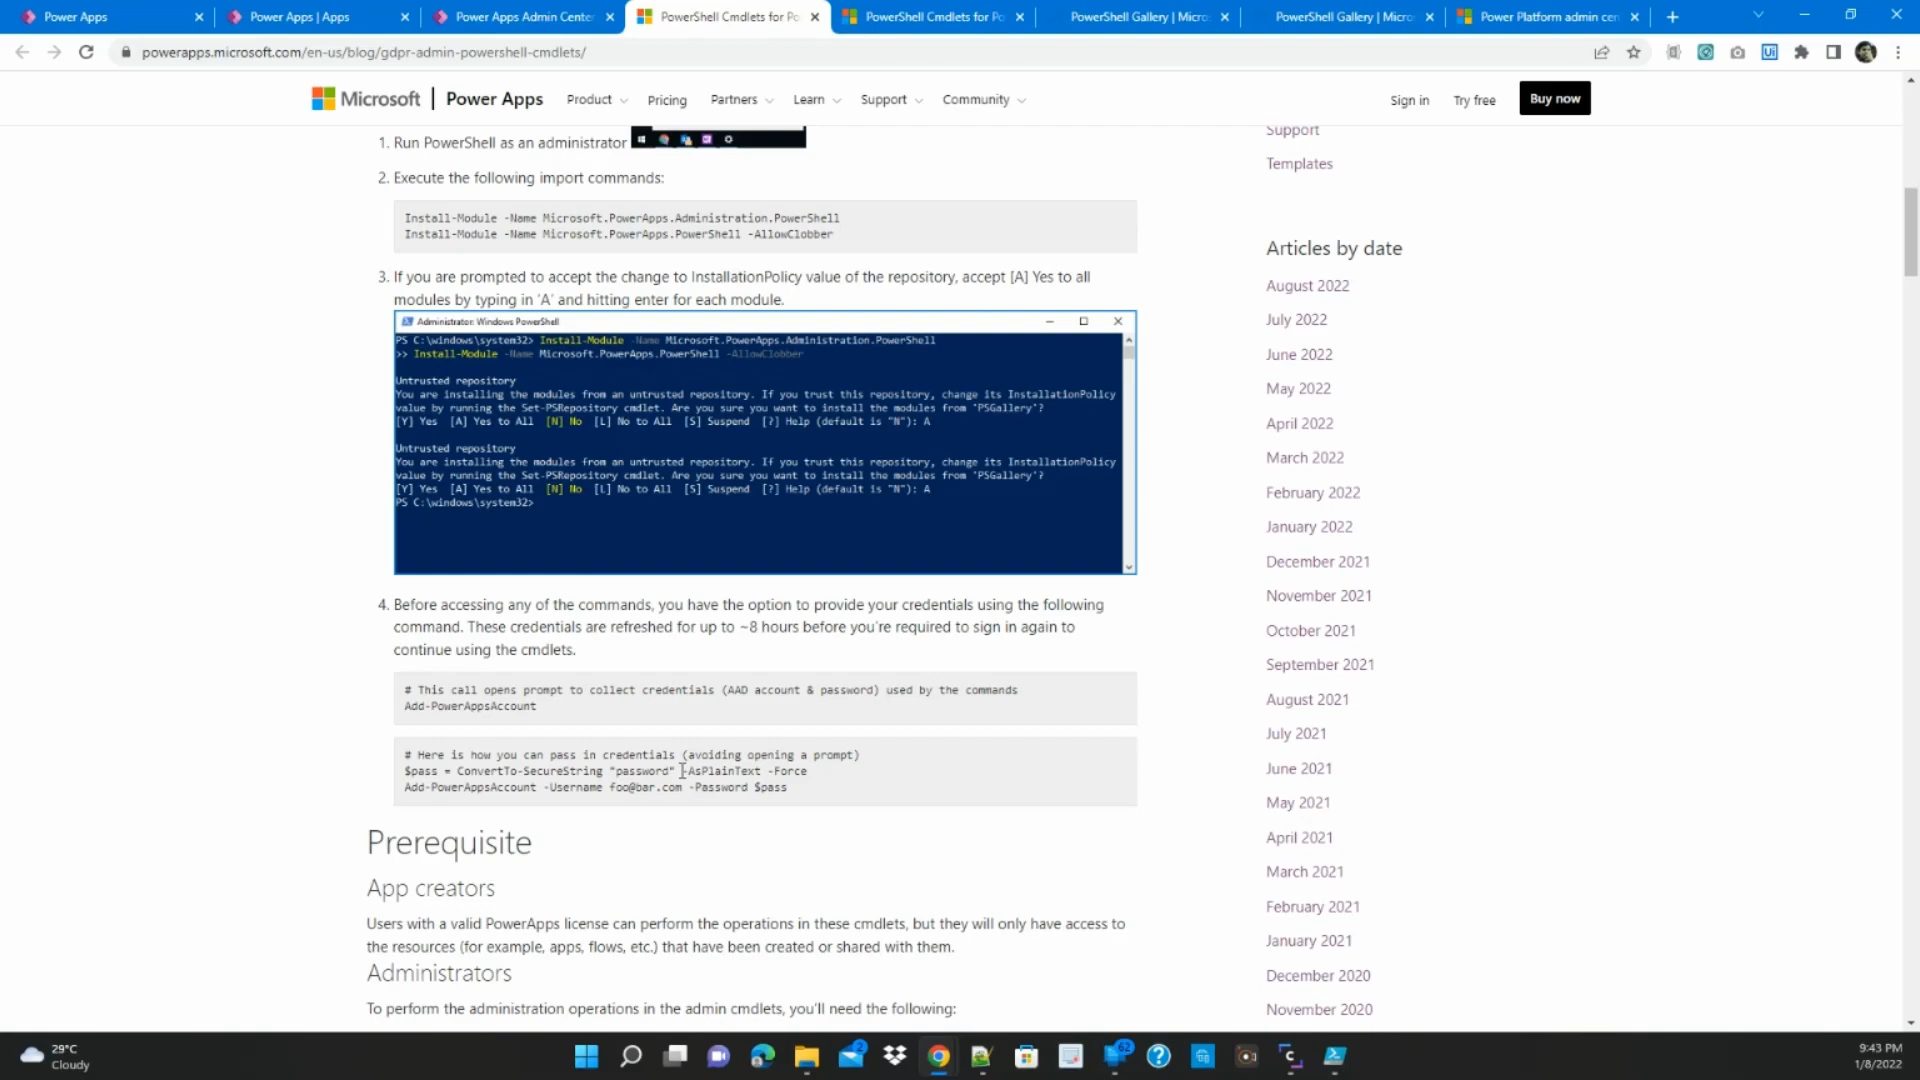 Power Apps
Power Apps | Apps
Power Apps Admin Center
PowerShell Cmdlets for Po
PowerShell Cmdlets for Po
PowerShell Gallery | Micro
PowerShell Gallery | Micro
Power Platform admin cen
powerapps.microsoft.com/en-us/blog/gdpr-admin-powershell-cmdlets/
Microsoft | Power Apps Product Pricing Partners Learn Support Community Sign in Try free Buy now
1. Run PowerShell as an administrator
2. Execute the following import commands:
Install-Module -Name Microsoft.PowerApps.Administration.PowerShell
Install-Module -Name Microsoft.PowerApps.PowerShell -AllowClobber
3. If you are prompted to accept the change to InstallationPolicy value of the repository, accept [A] Yes to all
modules by typing in 'A' and hitting enter for each module.
Administrator: Windows PowerShell
PS C:\windows\system32> Install-Module -Name Microsoft.PowerApps.Administration.PowerShell
>> Install-Module -Name Microsoft.PowerApps.PowerShell -AllowClobber
Untrusted repository
You are installing the modules from an untrusted repository. If you trust this repository, change its InstallationPolicy
value by running the Set-PSRepository cmdlet. Are you sure you want to install the modules from 'PSGallery'?
[Y] Yes [A] Yes to All [N] No [L] No to All [S] Suspend [?] Help (default is "N"): A
Untrusted repository
You are installing the modules from an untrusted repository. If you trust this repository, change its InstallationPolicy
value by running the Set-PSRepository cmdlet. Are you sure you want to install the modules from 'PSGallery'?
[Y] Yes [A] Yes to All [N] No [L] No to All [S] Suspend [?] Help (default is "N"): A
PS C:\windows\system32>
4. Before accessing any of the commands, you have the option to provide your credentials using the following
command. These credentials are refreshed for up to ~8 hours before you're required to sign in again to
continue using the cmdlets.
# This call opens prompt to collect credentials (AAD account & password) used by the commands
Add-PowerAppsAccount
# Here is how you can pass in credentials (avoiding opening a prompt)
$pass = ConvertTo-SecureString "password" -AsPlainText -Force
Add-PowerAppsAccount -Username foo@bar.com -Password $pass
Prerequisite
App creators
Users with a valid PowerApps license can perform the operations in these cmdlets, but they will only have access to
the resources (for example, apps, flows, etc.) that have been created or shared with them.
Administrators
To perform the administration operations in the admin cmdlets, you'll need the following:
Support
Templates
Articles by date
August 2022
July 2022
June 2022
May 2022
April 2022
March 2022
February 2022
January 2022
December 2021
November 2021
October 2021
September 2021
August 2021
July 2021
June 2021
May 2021
April 2021
March 2021
February 2021
January 2021
December 2020
November 2020
29°C
Cloudy
2
62
9:43 PM
1/8/2022